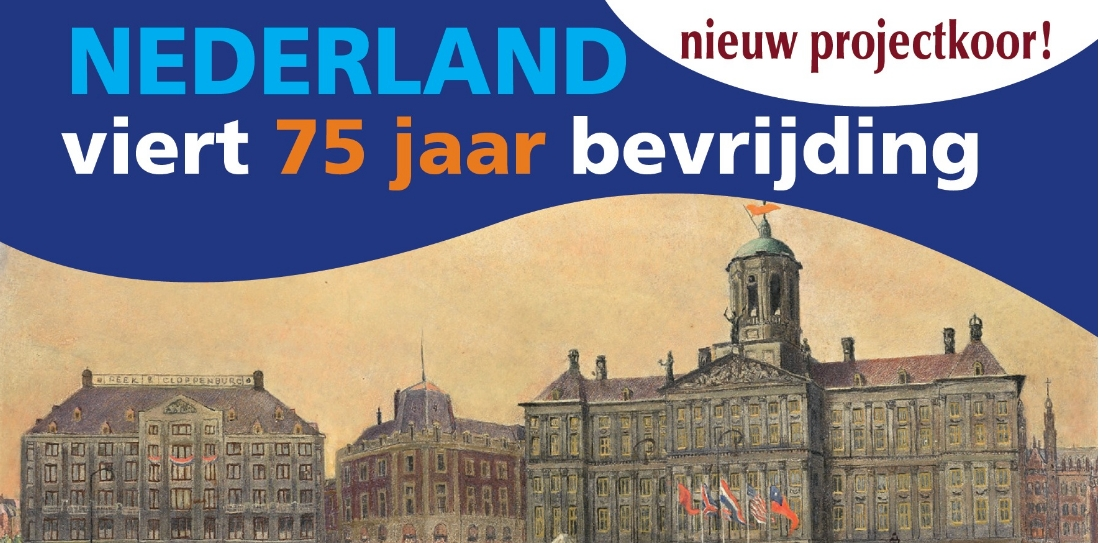 NEDERLAND
nieuw projectkoor!
viert 75 jaar bevrijding
PEEK & CLOPPENBURG